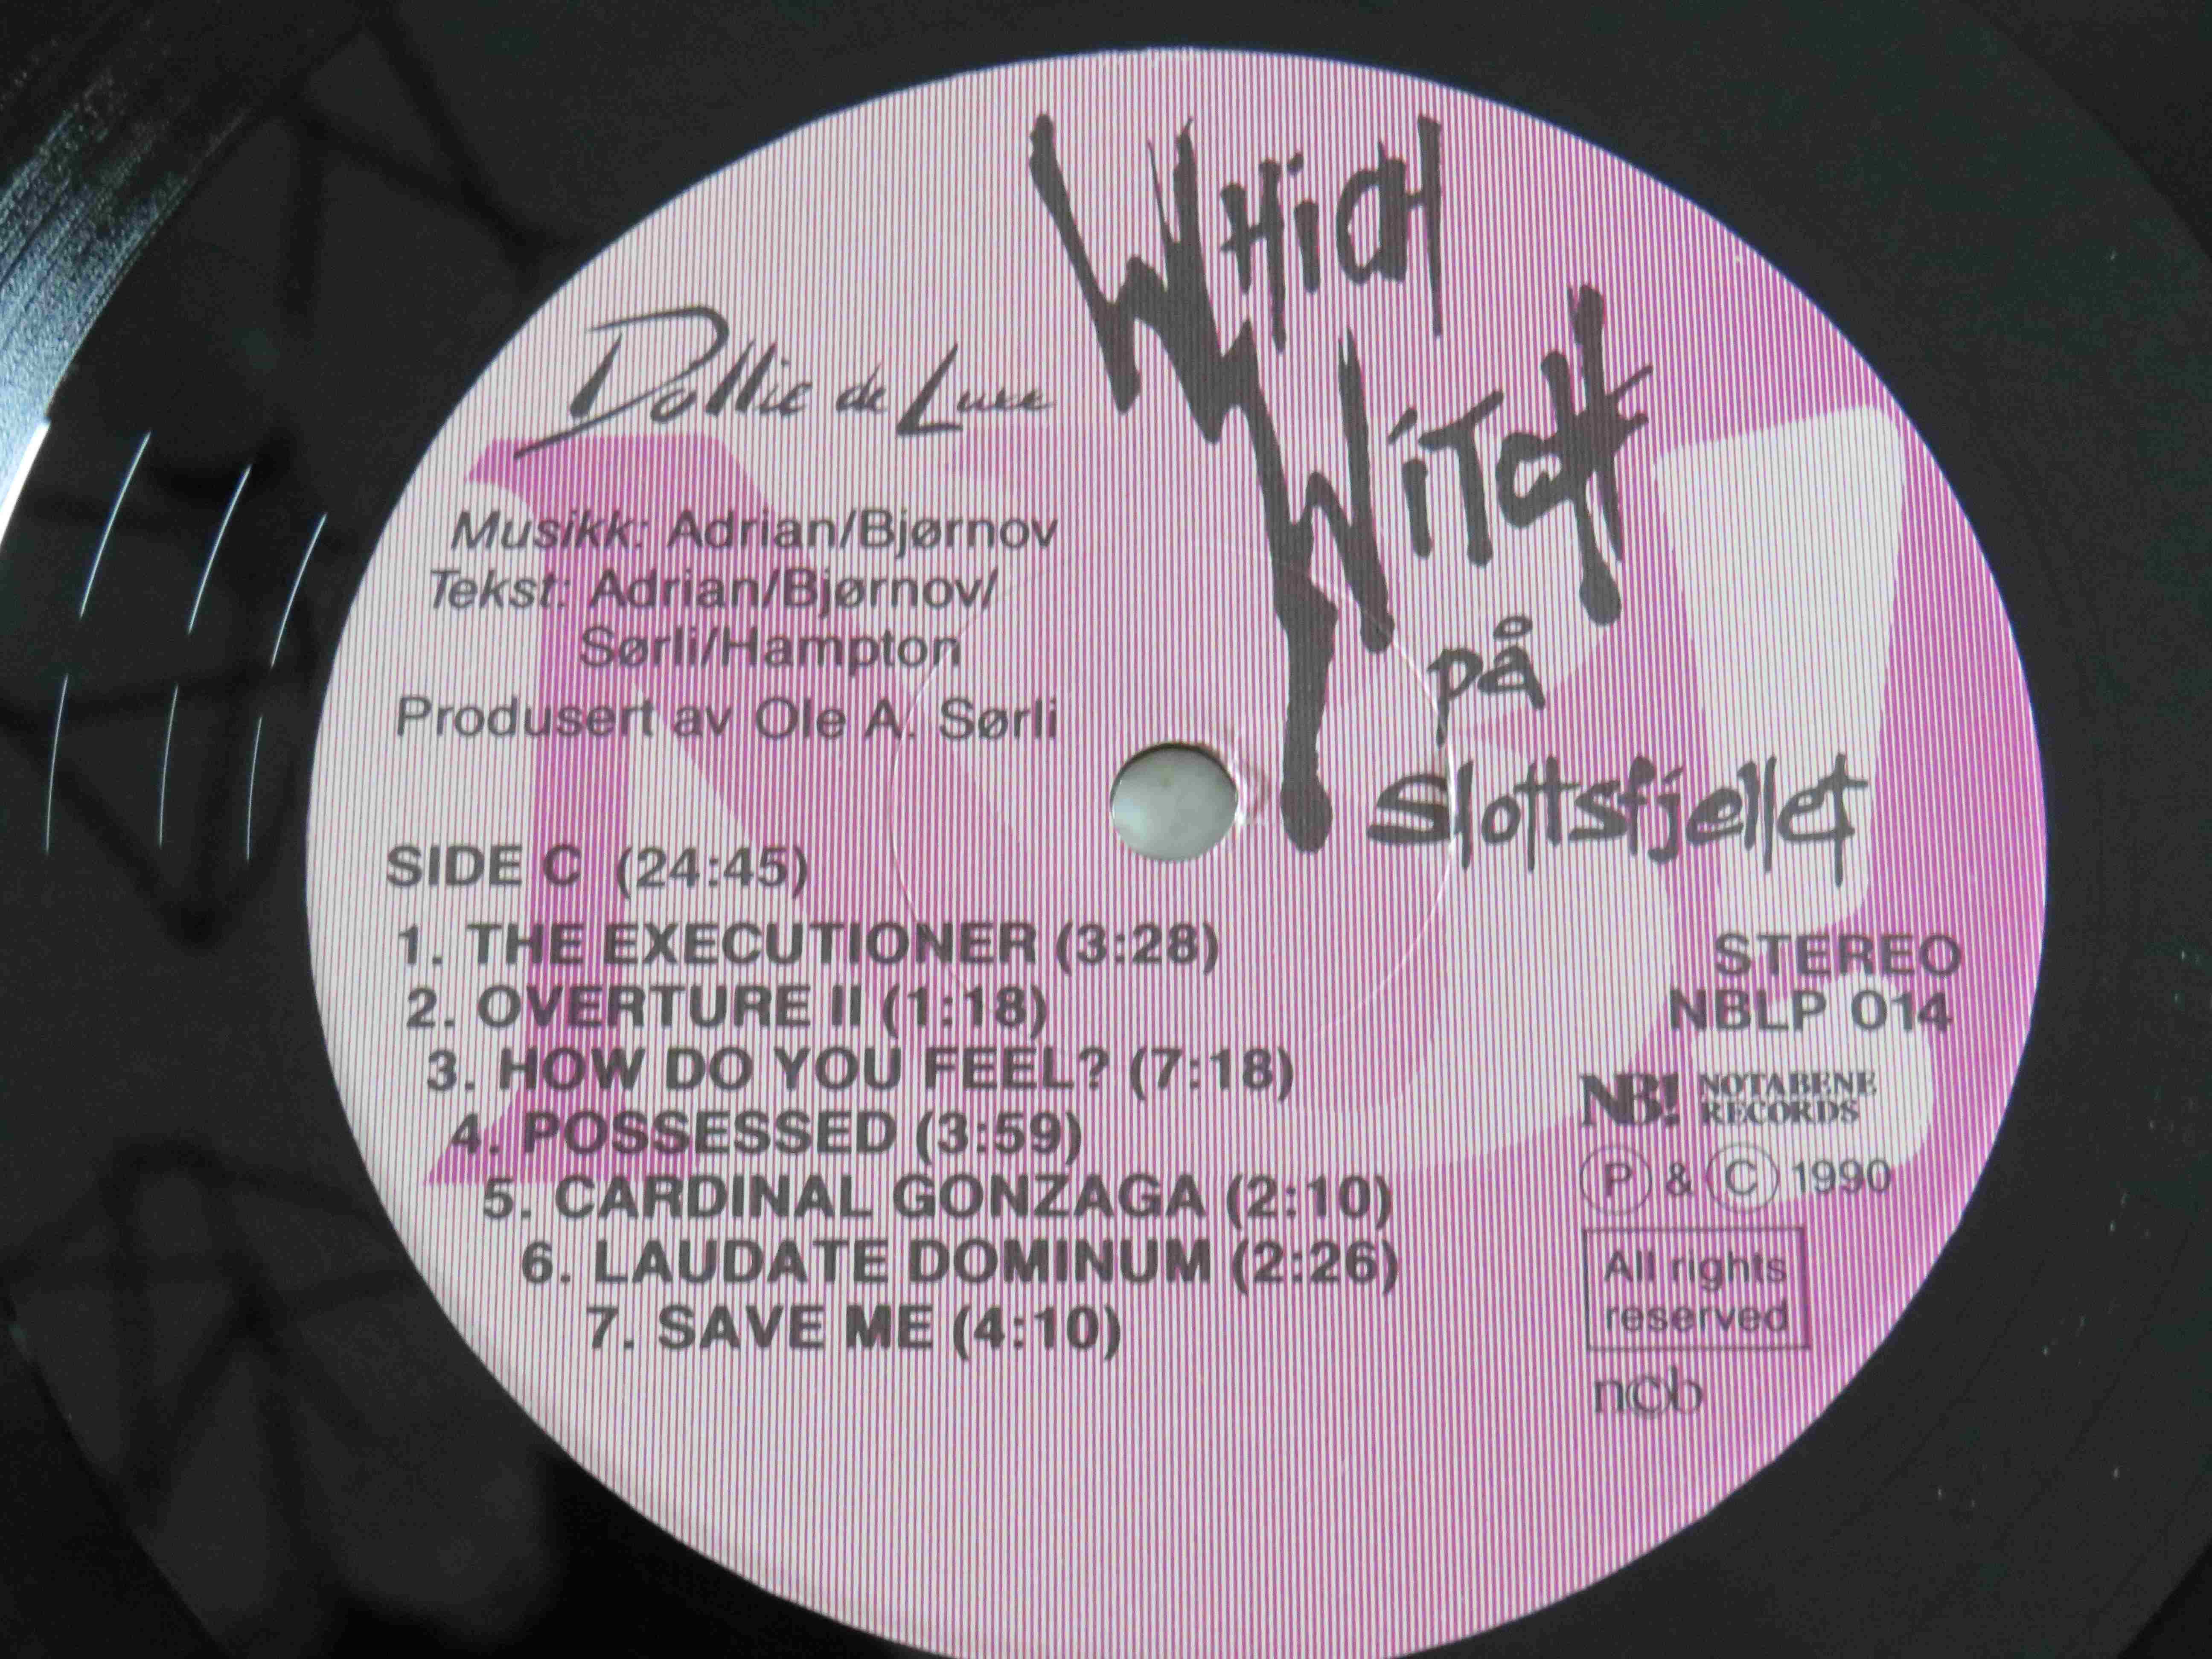 Which
Witch
på
Slottsfjellet
Dollie de Luxe
Musikk: Adrian/Bjørnov
Tekst: Adrian/Bjørnov/
Sørli/Hampton
Produsert av Ole A. Sørli
SIDE C (24:45)
1. THE EXECUTIONER (3:28)
2. OVERTURE II (1:18)
3. HOW DO YOU FEEL? (7:18)
4. POSSESSED (3:59)
5. CARDINAL GONZAGA (2:10)
6. LAUDATE DOMINUM (2:26)
7. SAVE ME (4:10)
STEREO
NBLP 014
NB! NOTABENE
RECORDS
Ⓟ & Ⓒ 1990
All rights
reserved
ncb